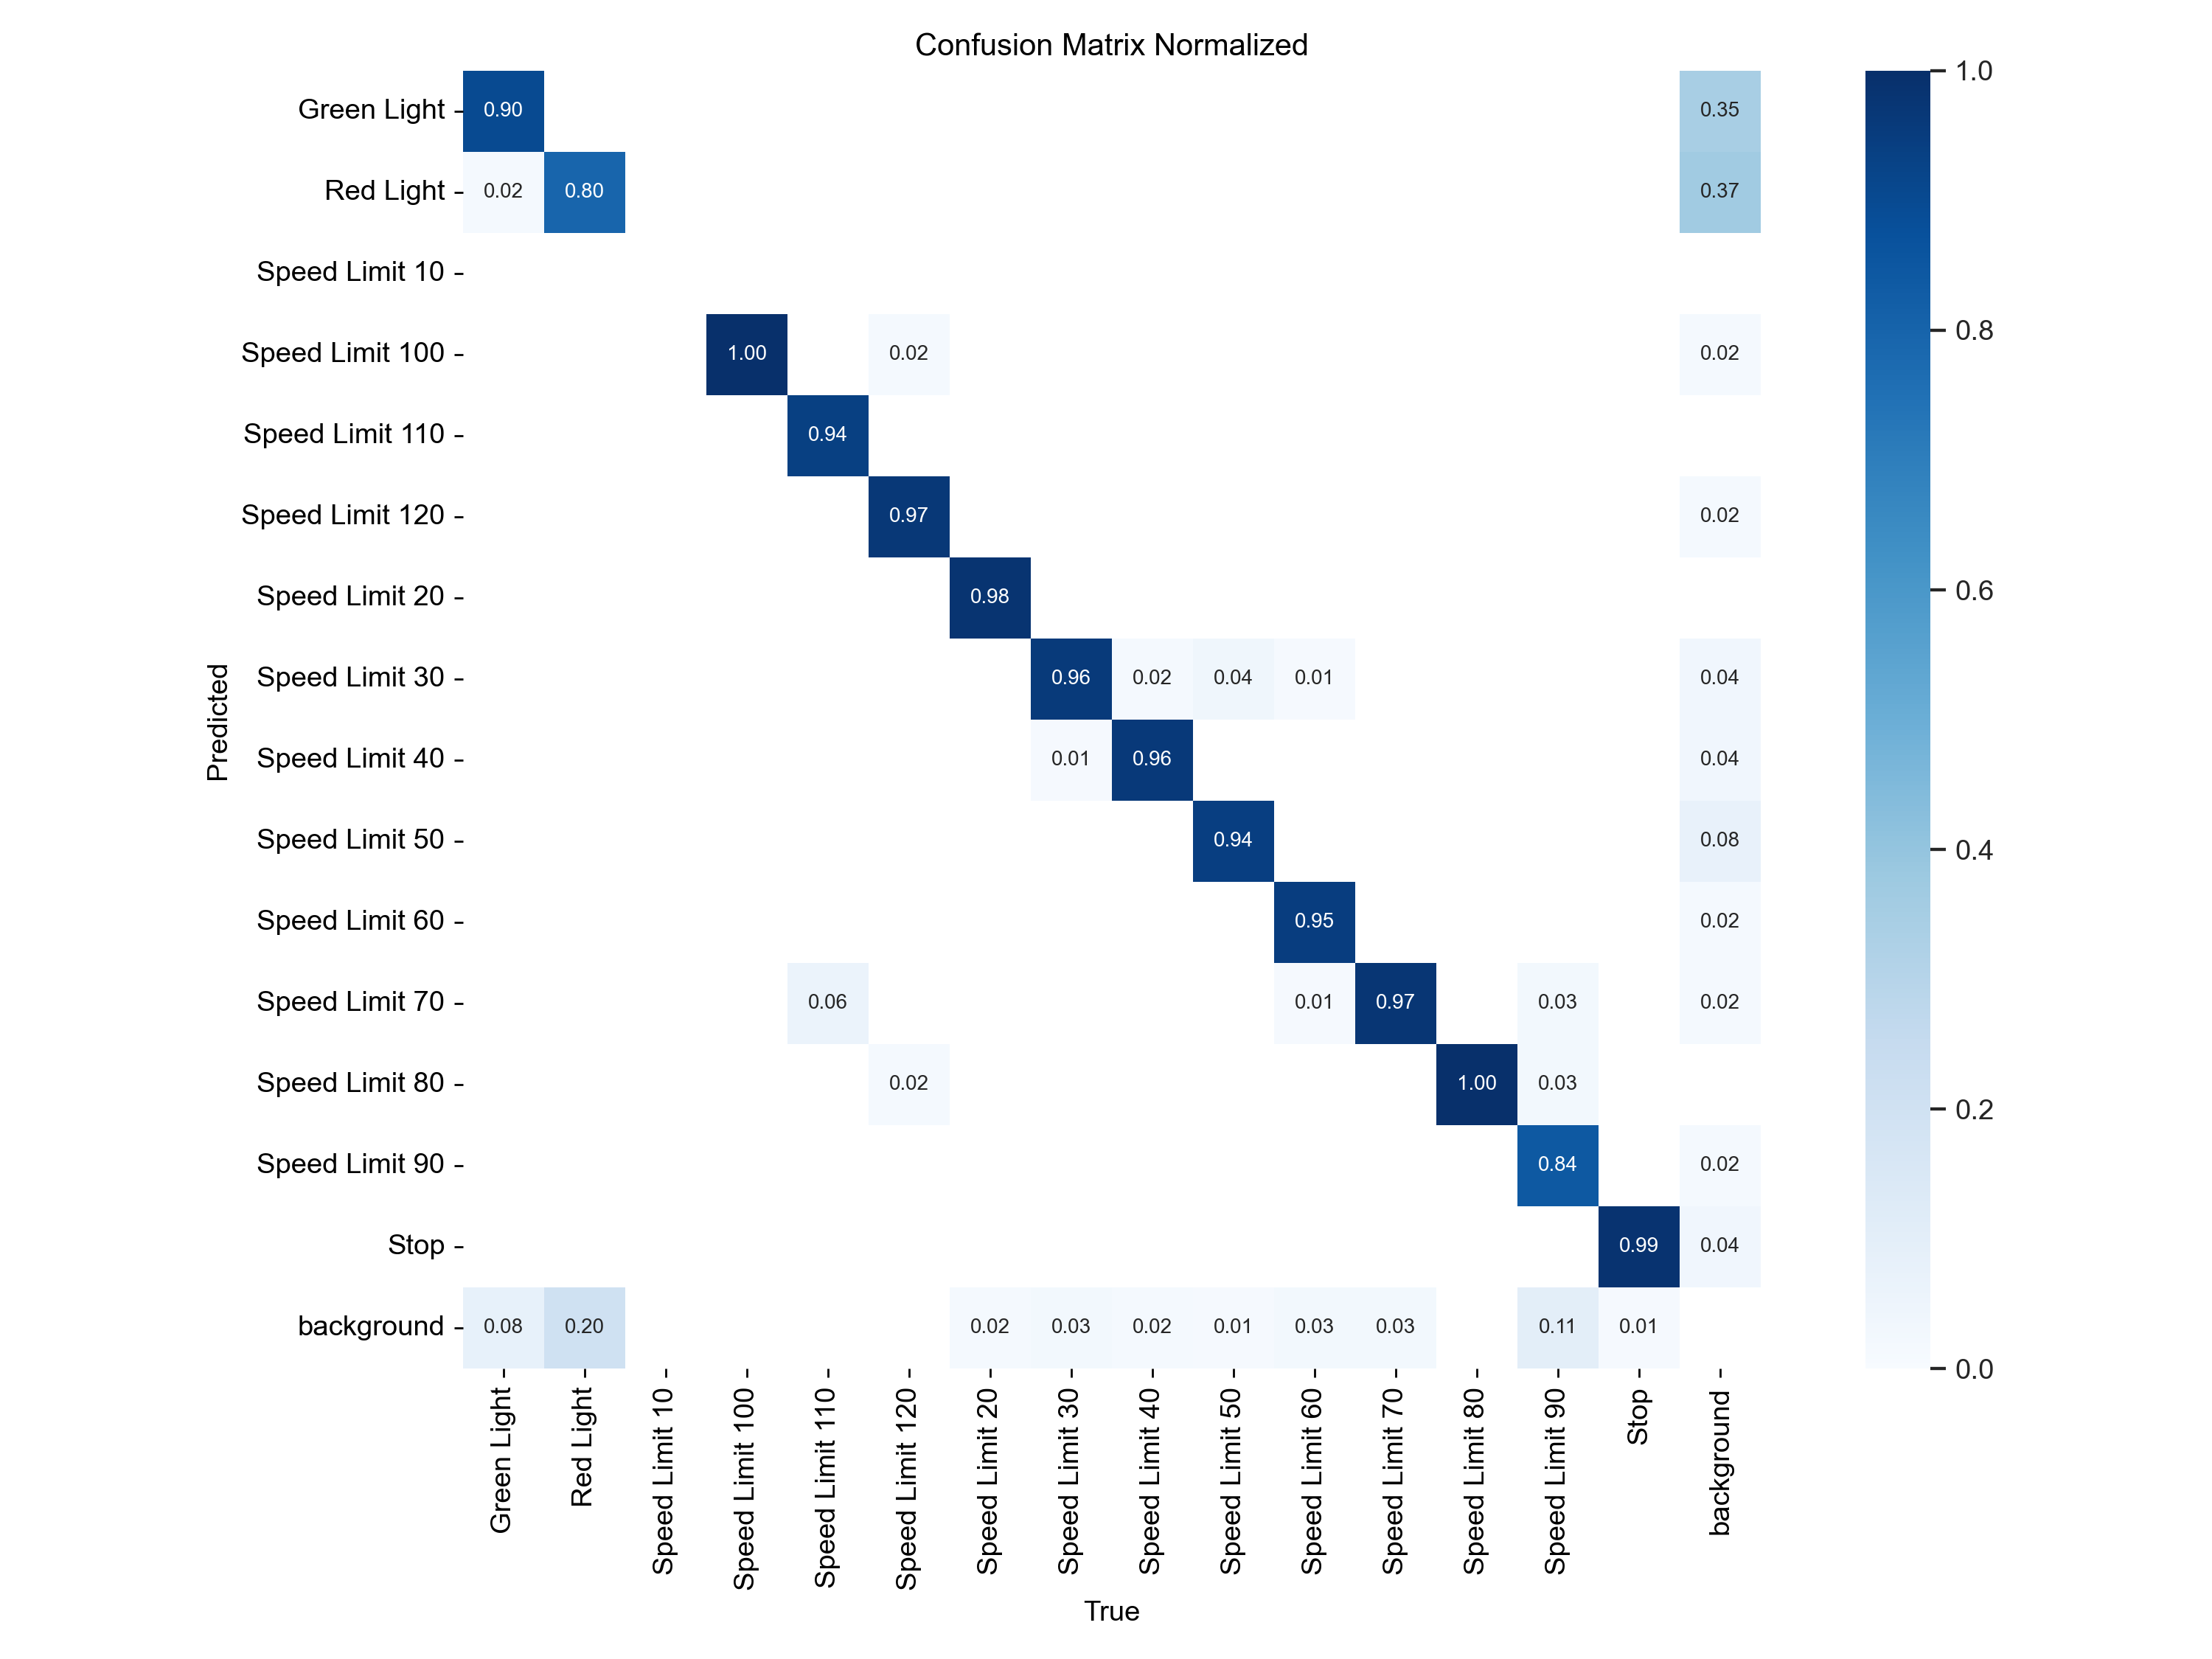 Confusion Matrix Normalized
Green Light 0.90 0.35
Red Light 0.02 0.80 0.37
Speed Limit 10
Speed Limit 100 1.00 0.02 0.02
Speed Limit 110 0.94
Speed Limit 120 0.97 0.02
Speed Limit 20 0.98
Speed Limit 30 0.96 0.02 0.04 0.01 0.04
Speed Limit 40 0.01 0.96 0.04
Speed Limit 50 0.94 0.08
Speed Limit 60 0.95 0.02
Speed Limit 70 0.06 0.01 0.97 0.03 0.02
Speed Limit 80 0.02 1.00 0.03
Speed Limit 90 0.84 0.02
Stop 0.99 0.04
background 0.08 0.20 0.02 0.03 0.02 0.01 0.03 0.03 0.11 0.01
Predicted
Green Light
Red Light
Speed Limit 10
Speed Limit 100
Speed Limit 110
Speed Limit 120
Speed Limit 20
Speed Limit 30
Speed Limit 40
Speed Limit 50
Speed Limit 60
Speed Limit 70
Speed Limit 80
Speed Limit 90
Stop
background
True
1.0
0.8
0.6
0.4
0.2
0.0